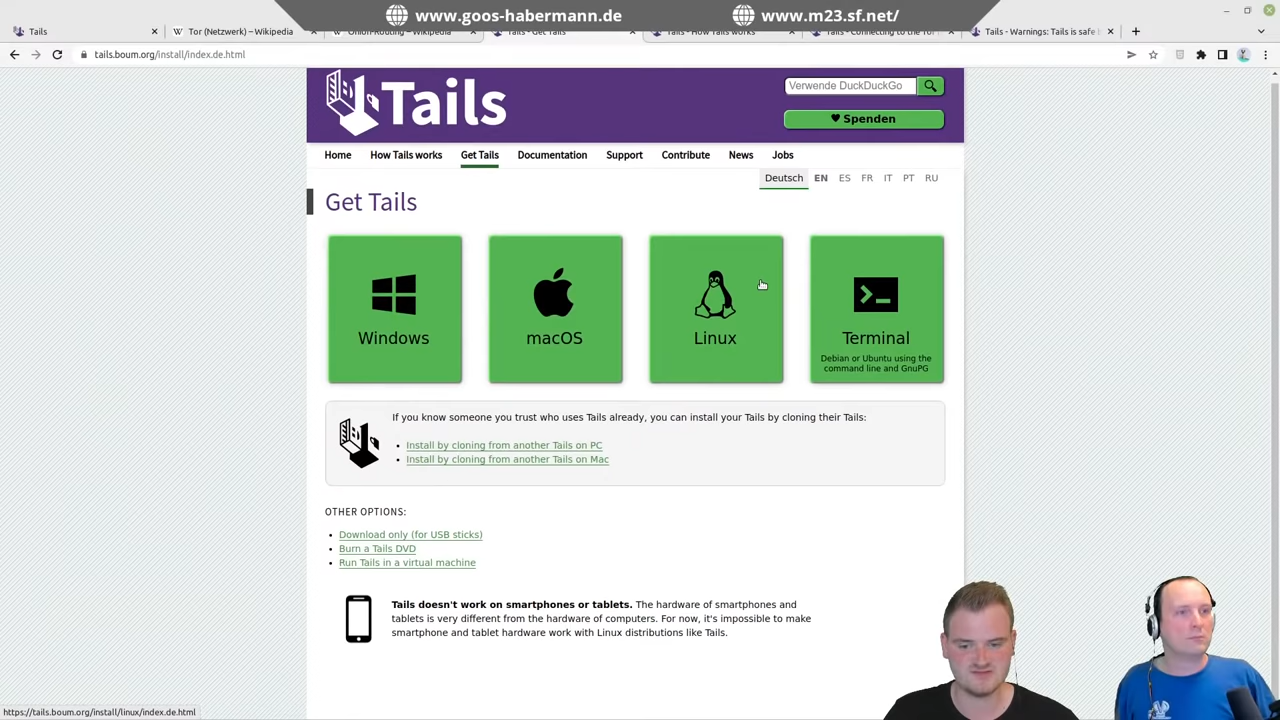 www.goos-habermann.de
www.m23.sf.net/
Tails
Tor (Netzwerk) – Wikipedia
Onion-Routing – Wikipedia
Tails - Get Tails
Tails - How Tails works
Tails - Connecting to the Tor
Tails - Warnings: Tails is safe
tails.boum.org/install/index.de.html
Tails
Verwende DuckDuckGo
♥ Spenden
Home
How Tails works
Get Tails
Documentation
Support
Contribute
News
Jobs
Deutsch
EN
ES
FR
IT
PT
RU
Get Tails
Windows
macOS
Linux
Terminal
Debian or Ubuntu using the
command line and GnuPG
If you know someone you trust who uses Tails already, you can install your Tails by cloning their Tails:
Install by cloning from another Tails on PC
Install by cloning from another Tails on Mac
OTHER OPTIONS:
Download only (for USB sticks)
Burn a Tails DVD
Run Tails in a virtual machine
Tails doesn't work on smartphones or tablets. The hardware of smartphones and
tablets is very different from the hardware of computers. For now, it's impossible to make
smartphone and tablet hardware work with Linux distributions like Tails.
https://tails.boum.org/install/linux/index.de.html